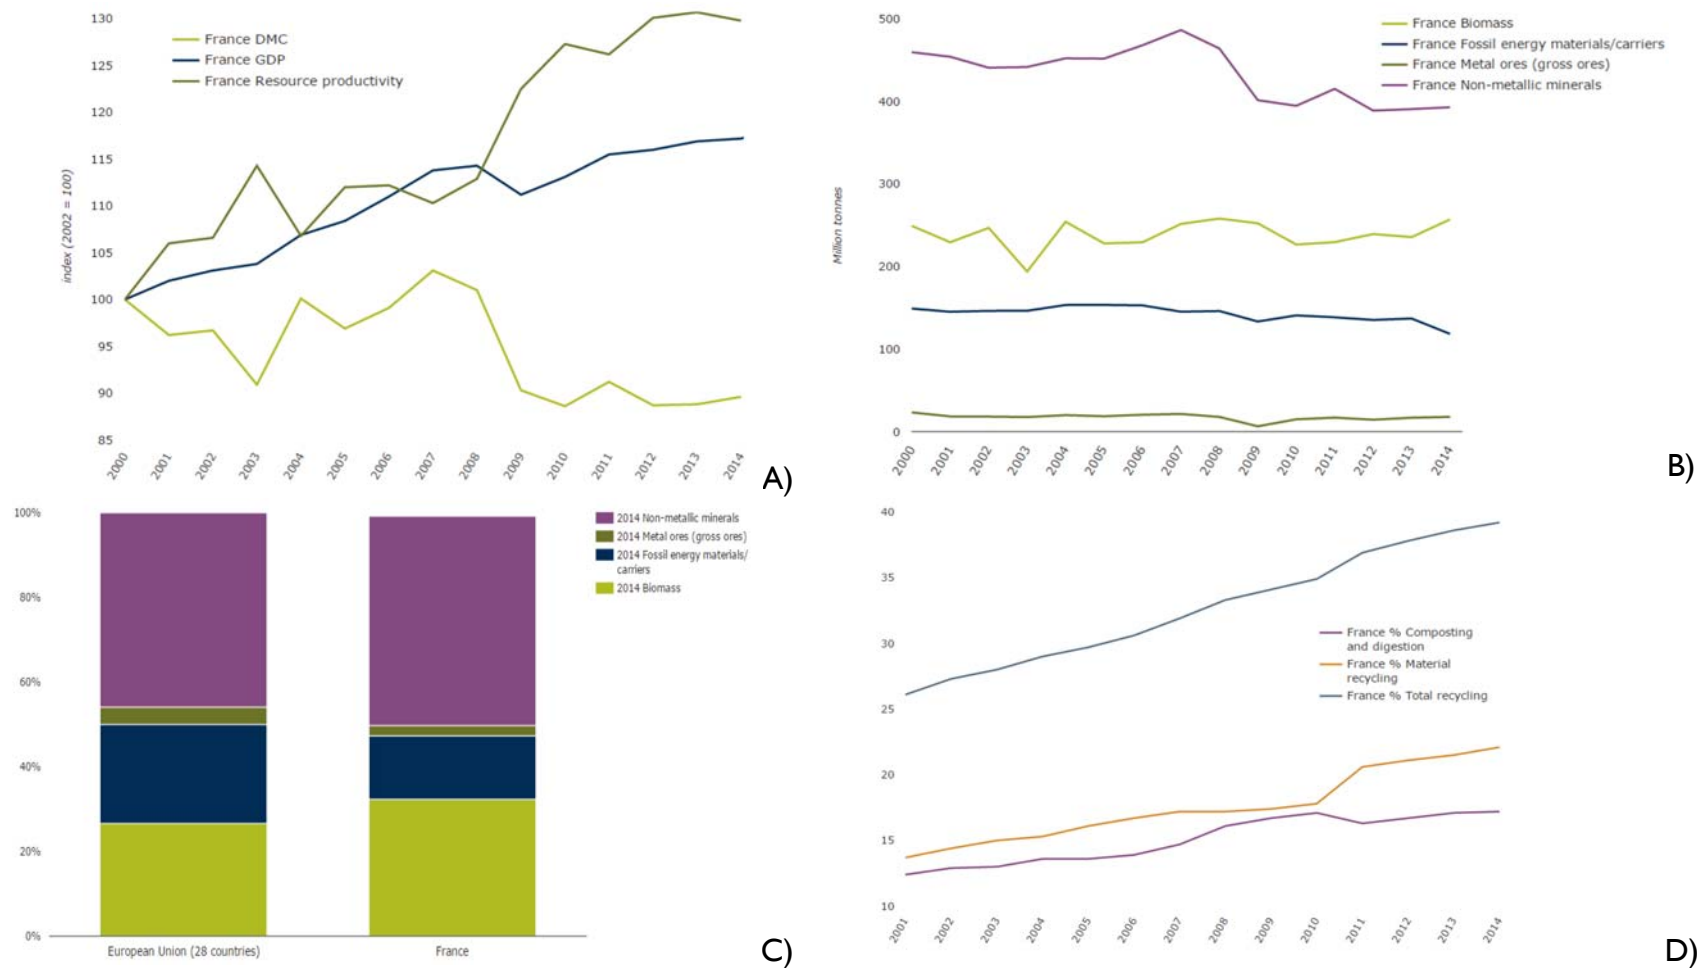 130
125
120
115
110
105
100
95
90
85
index (2002 = 100)
France DMC
France GDP
France Resource productivity
2000
2001
2002
2003
2004
2005
2006
2007
2008
2009
2010
2011
2012
2013
2014
A)
500
400
300
200
100
0
Million tonnes
France Biomass
France Fossil energy materials/carriers
France Metal ores (gross ores)
France Non-metallic minerals
2000
2001
2002
2003
2004
2005
2006
2007
2008
2009
2010
2011
2012
2013
2014
B)
100%
80%
60%
40%
20%
0%
2014 Non-metallic minerals
2014 Metal ores (gross ores)
2014 Fossil energy materials/
carriers
2014 Biomass
European Union (28 countries)
France
C)
40
35
30
25
20
15
10
France % Composting
and digestion
France % Material
recycling
France % Total recycling
2001
2002
2003
2004
2005
2006
2007
2008
2009
2010
2011
2012
2013
2014
D)